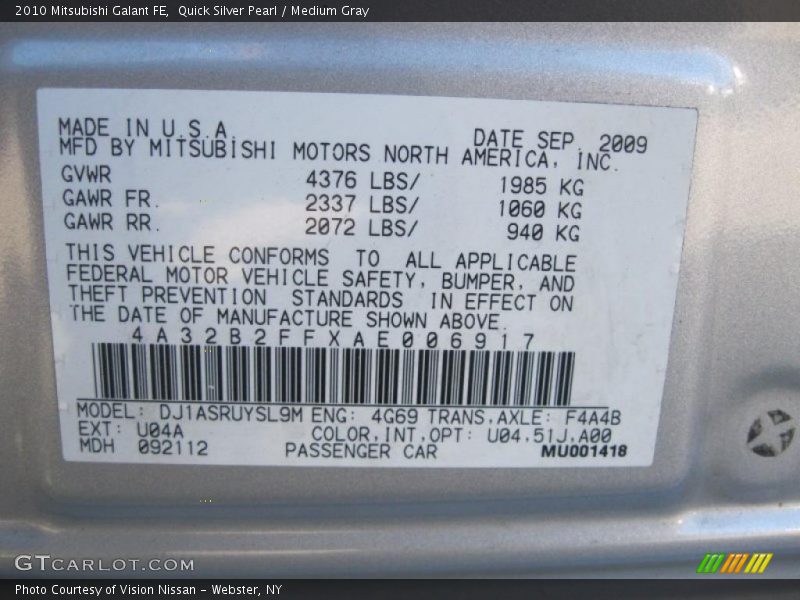 2010 Mitsubishi Galant FE,  Quick Silver Pearl / Medium Gray
MADE IN U.S.A. DATE SEP. 2009
MFD BY MITSUBISHI MOTORS NORTH AMERICA, INC.
GVWR 4376 LBS/ 1985 KG
GAWR FR. 2337 LBS/ 1060 KG
GAWR RR. 2072 LBS/ 940 KG
THIS VEHICLE CONFORMS TO ALL APPLICABLE
FEDERAL MOTOR VEHICLE SAFETY, BUMPER, AND
THEFT PREVENTION STANDARDS IN EFFECT ON
THE DATE OF MANUFACTURE SHOWN ABOVE.
4A32B2FFXAE006917
MODEL: DJ1ASRUYSL9M ENG: 4G69 TRANS.AXLE: F4A4B
EXT: U04A COLOR,INT,OPT: U04.51J.A00
MDH 092112 PASSENGER CAR MU001418
GTCARLOT.COM
Photo Courtesy of Vision Nissan - Webster, NY